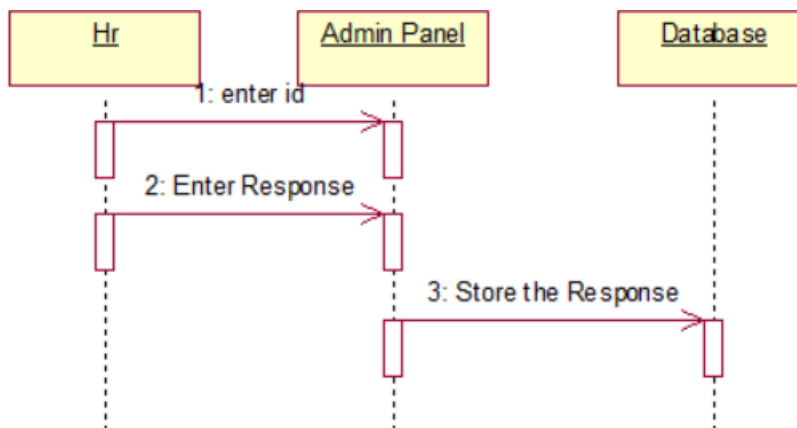 Hr
Admin Panel
Database
1: enter id
2: Enter Response
3: Store the Response